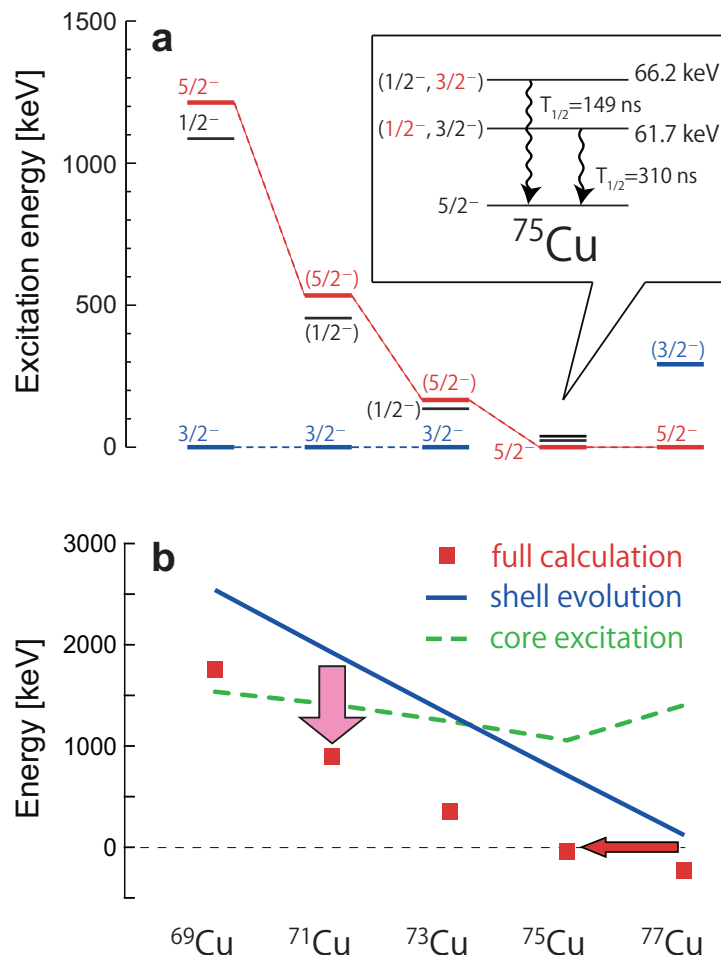 a
Excitation energy [keV]
1500
1000
500
0
5/2⁻
1/2⁻
(5/2⁻)
(1/2⁻)
(5/2⁻)
(1/2⁻)
(3/2⁻)
3/2⁻ 3/2⁻ 3/2⁻ 5/2⁻ 5/2⁻
(1/2⁻, 3/2⁻) 66.2 keV
T1/2=149 ns
(1/2⁻, 3/2⁻) 61.7 keV
T1/2=310 ns
5/2⁻
⁷⁵Cu
b
Energy [keV]
3000
2000
1000
0
full calculation
shell evolution
core excitation
⁶⁹Cu ⁷¹Cu ⁷³Cu ⁷⁵Cu ⁷⁷Cu